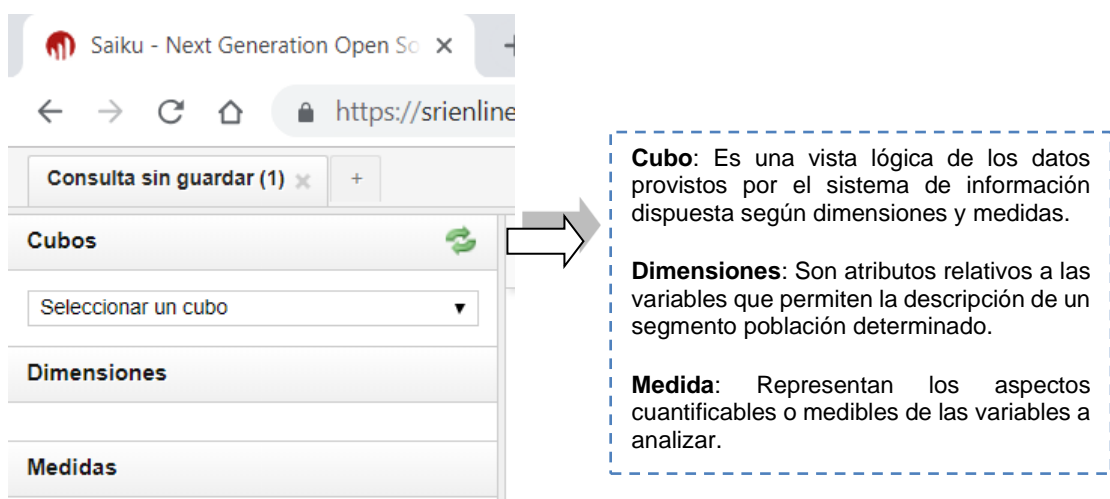 Saiku - Next Generation Open So
https://srienline
Consulta sin guardar (1)
Cubos
Seleccionar un cubo
Dimensiones
Medidas
Cubo: Es una vista lógica de los datos
provistos por el sistema de información
dispuesta según dimensiones y medidas.
Dimensiones: Son atributos relativos a las
variables que permiten la descripción de un
segmento población determinado.
Medida: Representan los aspectos
cuantificables o medibles de las variables a
analizar.